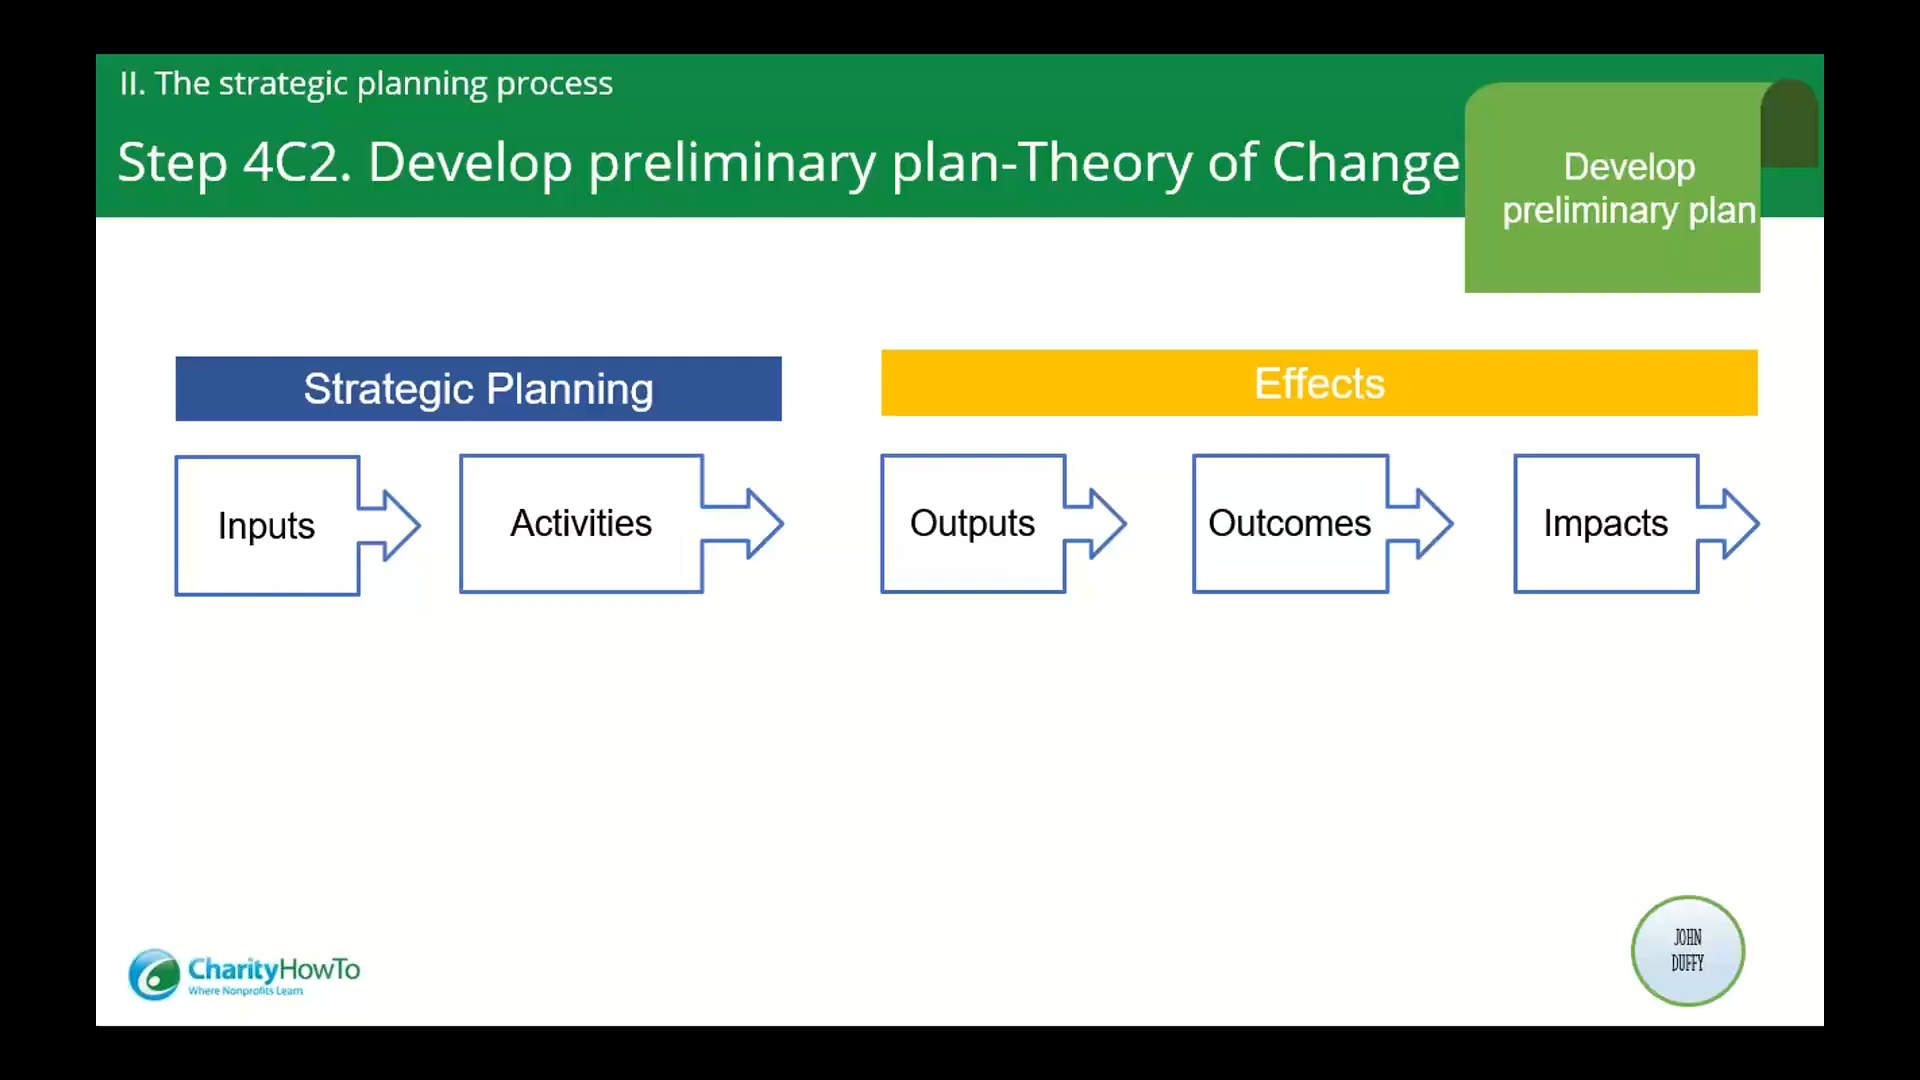 II. The strategic planning process
Step 4C2. Develop preliminary plan-Theory of Change
Develop
preliminary plan
Strategic Planning
Effects
Inputs
Activities
Outputs
Outcomes
Impacts
CharityHowTo
Where Nonprofits Learn
JOHN
DUFFY